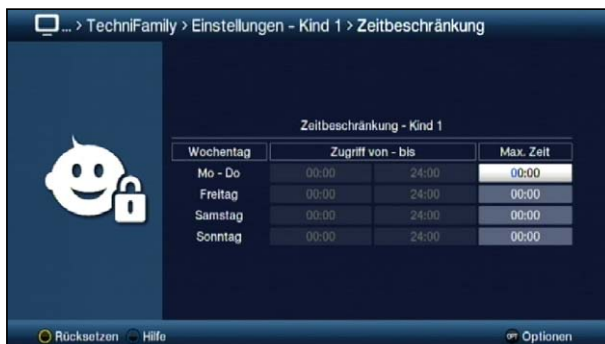 ... > TechniFamily > Einstellungen - Kind 1 > Zeitbeschränkung
Zeitbeschränkung - Kind 1
Wochentag Zugriff von - bis Max. Zeit
Mo - Do 00:00 24:00 00:00
Freitag 00:00 24:00 00:00
Samstag 00:00 24:00 00:00
Sonntag 00:00 24:00 00:00
Rücksetzen Hilfe OPT Optionen